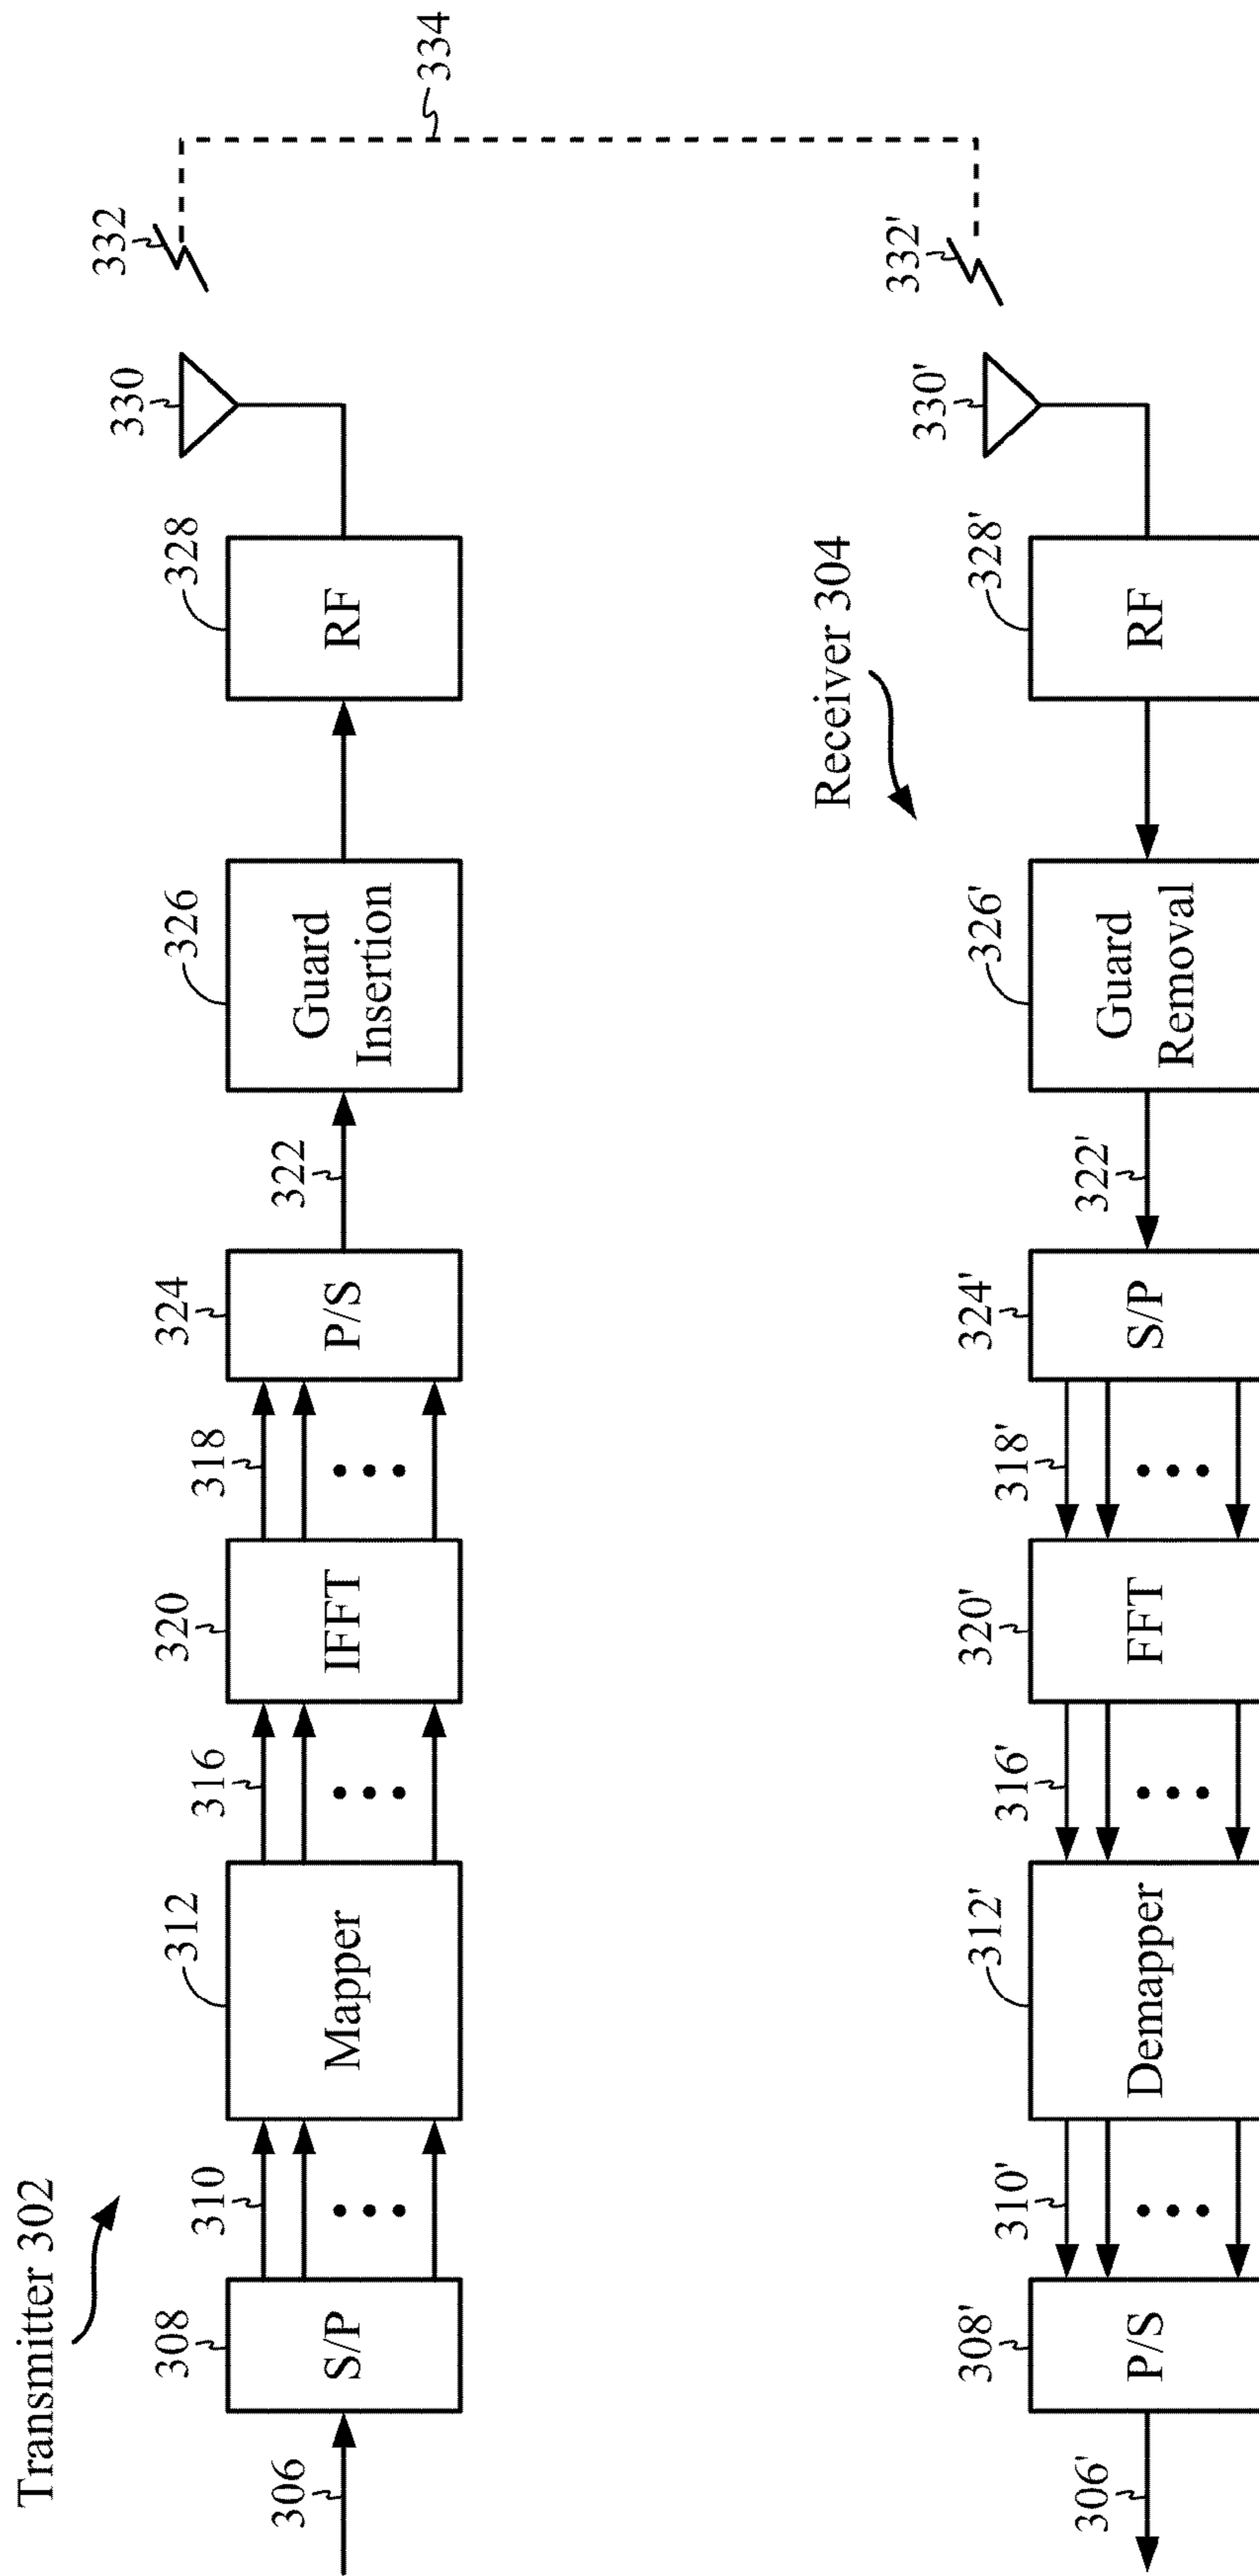 Transmitter 302
306
308
S/P
310
312
Mapper
316
320
IFFT
318
324
P/S
322
326
Guard
Insertion
328
RF
330
332
334
Receiver 304
306'
308'
P/S
310'
312'
Demapper
316'
320'
FFT
318'
324'
S/P
322'
326'
Guard
Removal
328'
RF
330'
332'